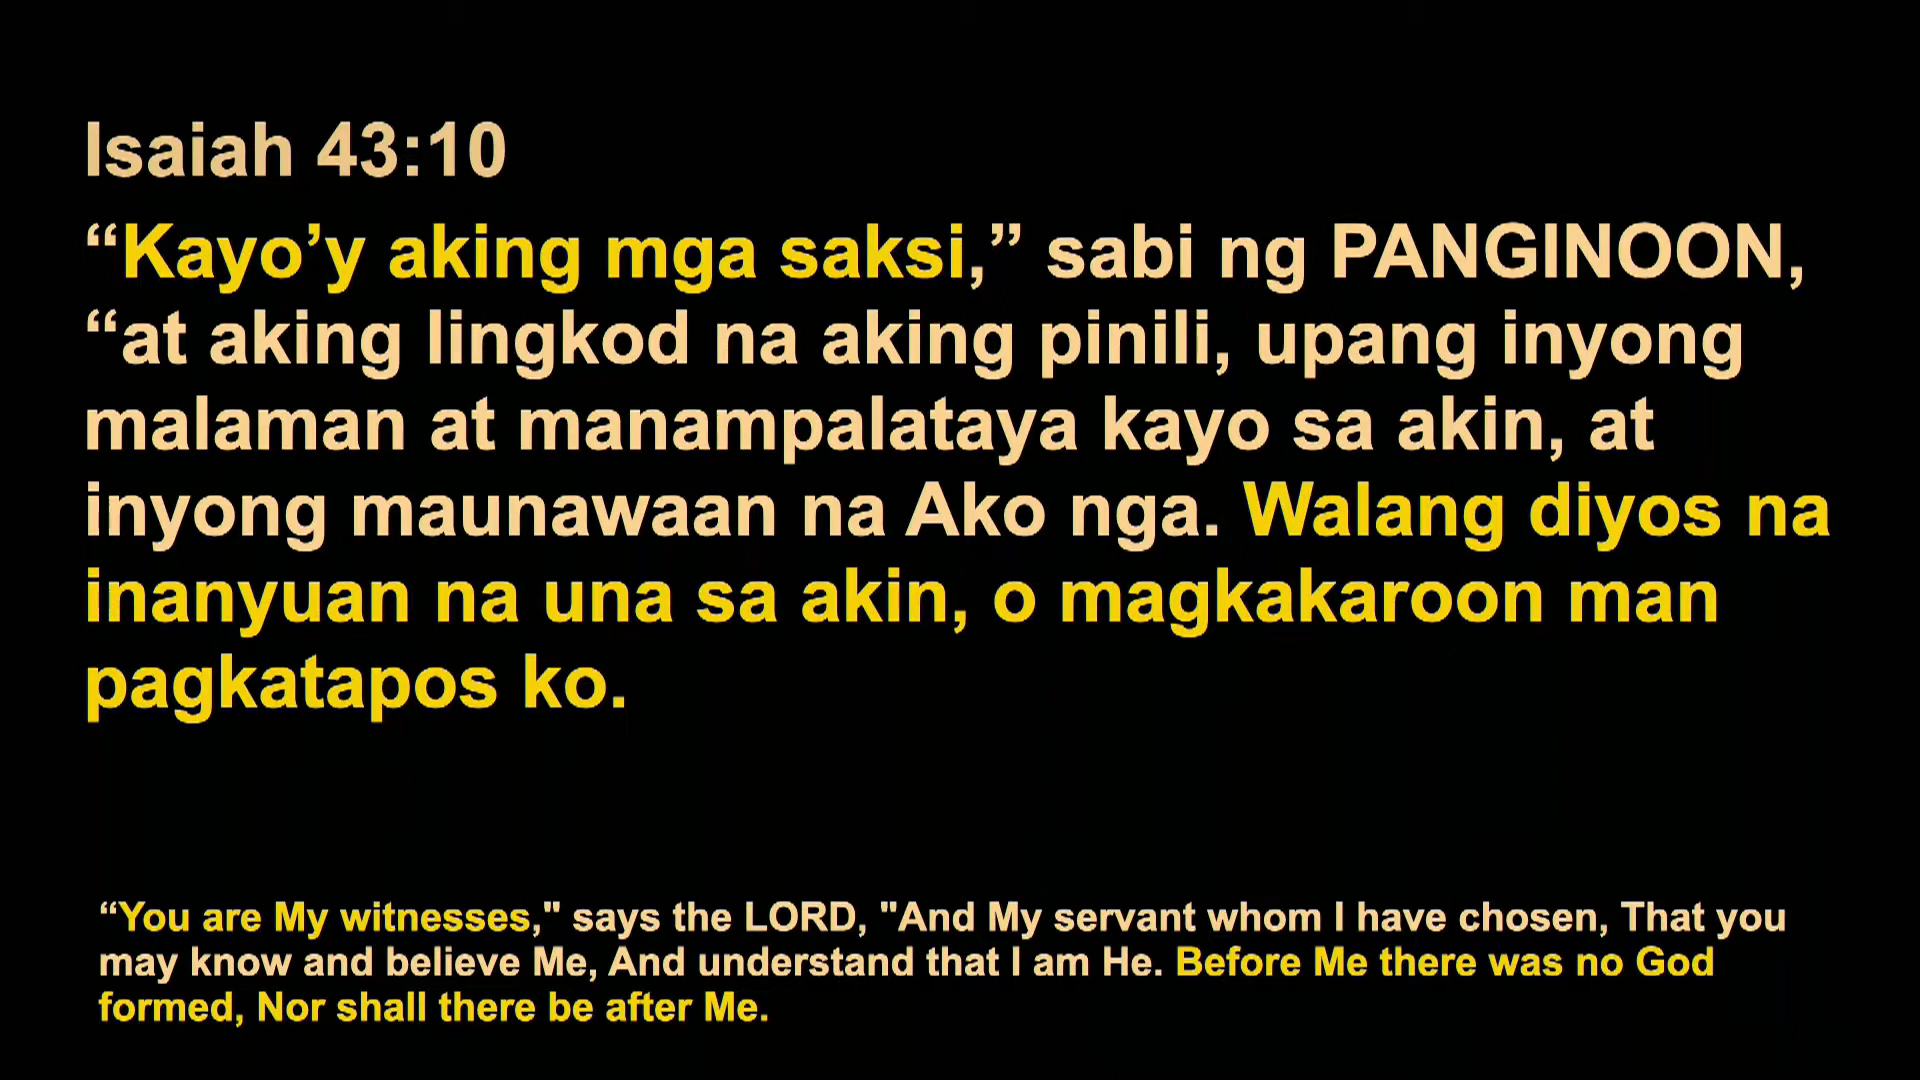 Isaiah 43:10
“Kayo’y aking mga saksi,” sabi ng PANGINOON,
“at aking lingkod na aking pinili, upang inyong
malaman at manampalataya kayo sa akin, at
inyong maunawaan na Ako nga. Walang diyos na
inanyuan na una sa akin, o magkakaroon man
pagkatapos ko.
“You are My witnesses," says the LORD, "And My servant whom I have chosen, That you
may know and believe Me, And understand that I am He. Before Me there was no God
formed, Nor shall there be after Me.